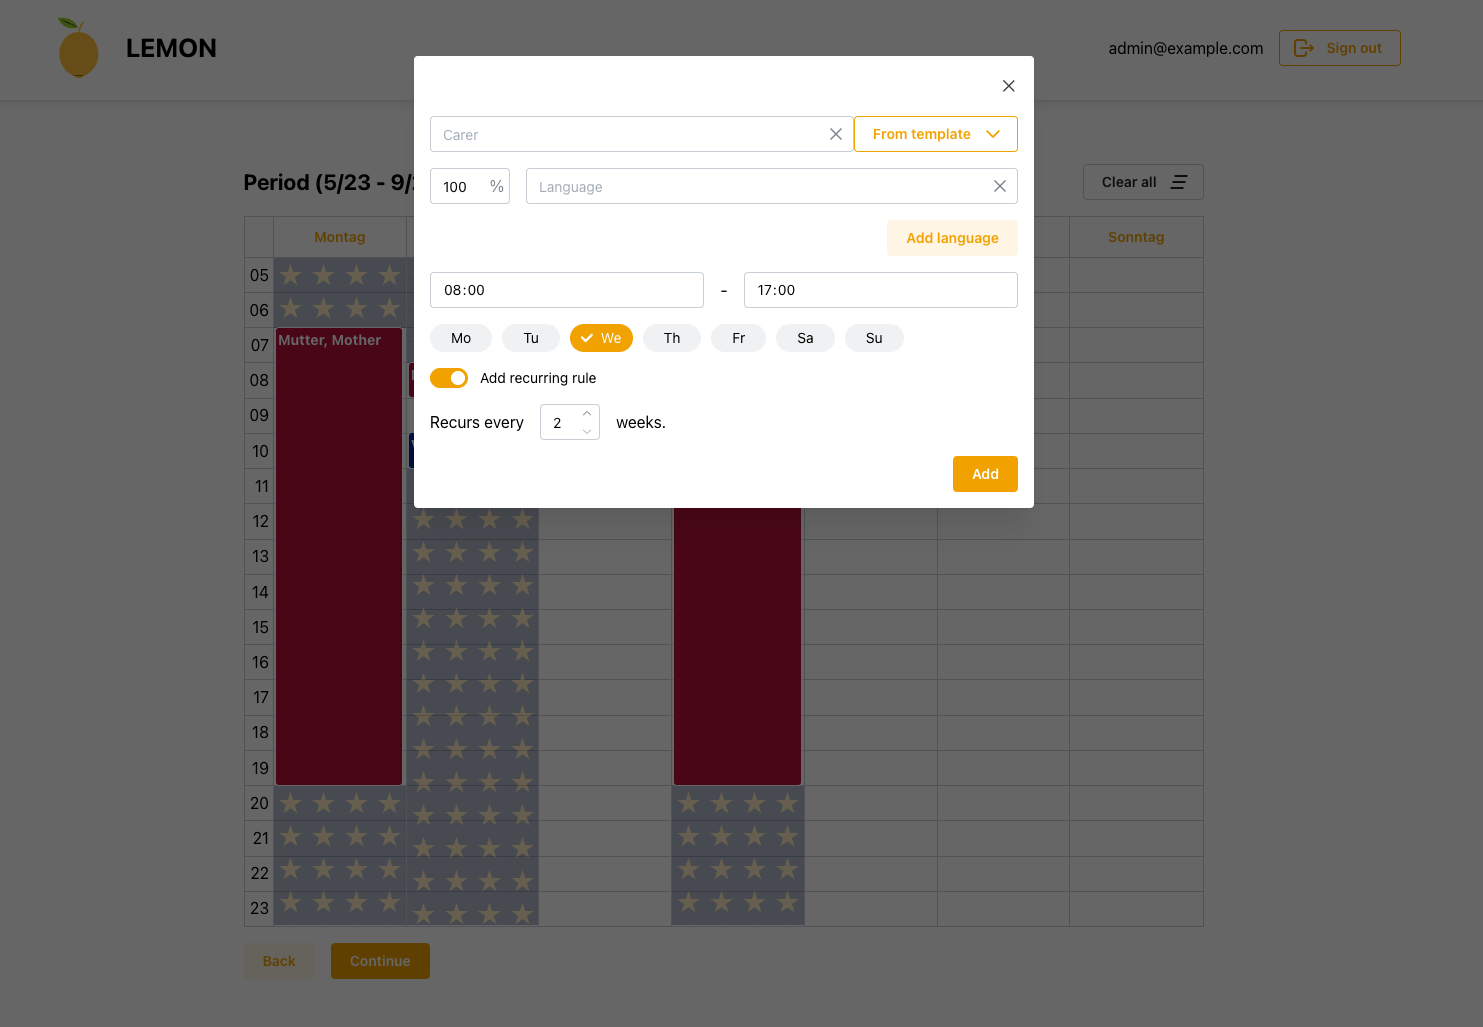 LEMON
admin@example.com
Sign out
Carer
From template
100 %
Language
Period (5/23 - 9/
Clear all
Add language
Montag
Sonntag
05
06
08:00 - 17:00
Mo Tu We Th Fr Sa Su
07
Mutter, Mother
08
Add recurring rule
09
Recurs every 2 weeks.
10
11
Add
12
13
14
15
16
17
18
19
20
21
22
23
Back
Continue